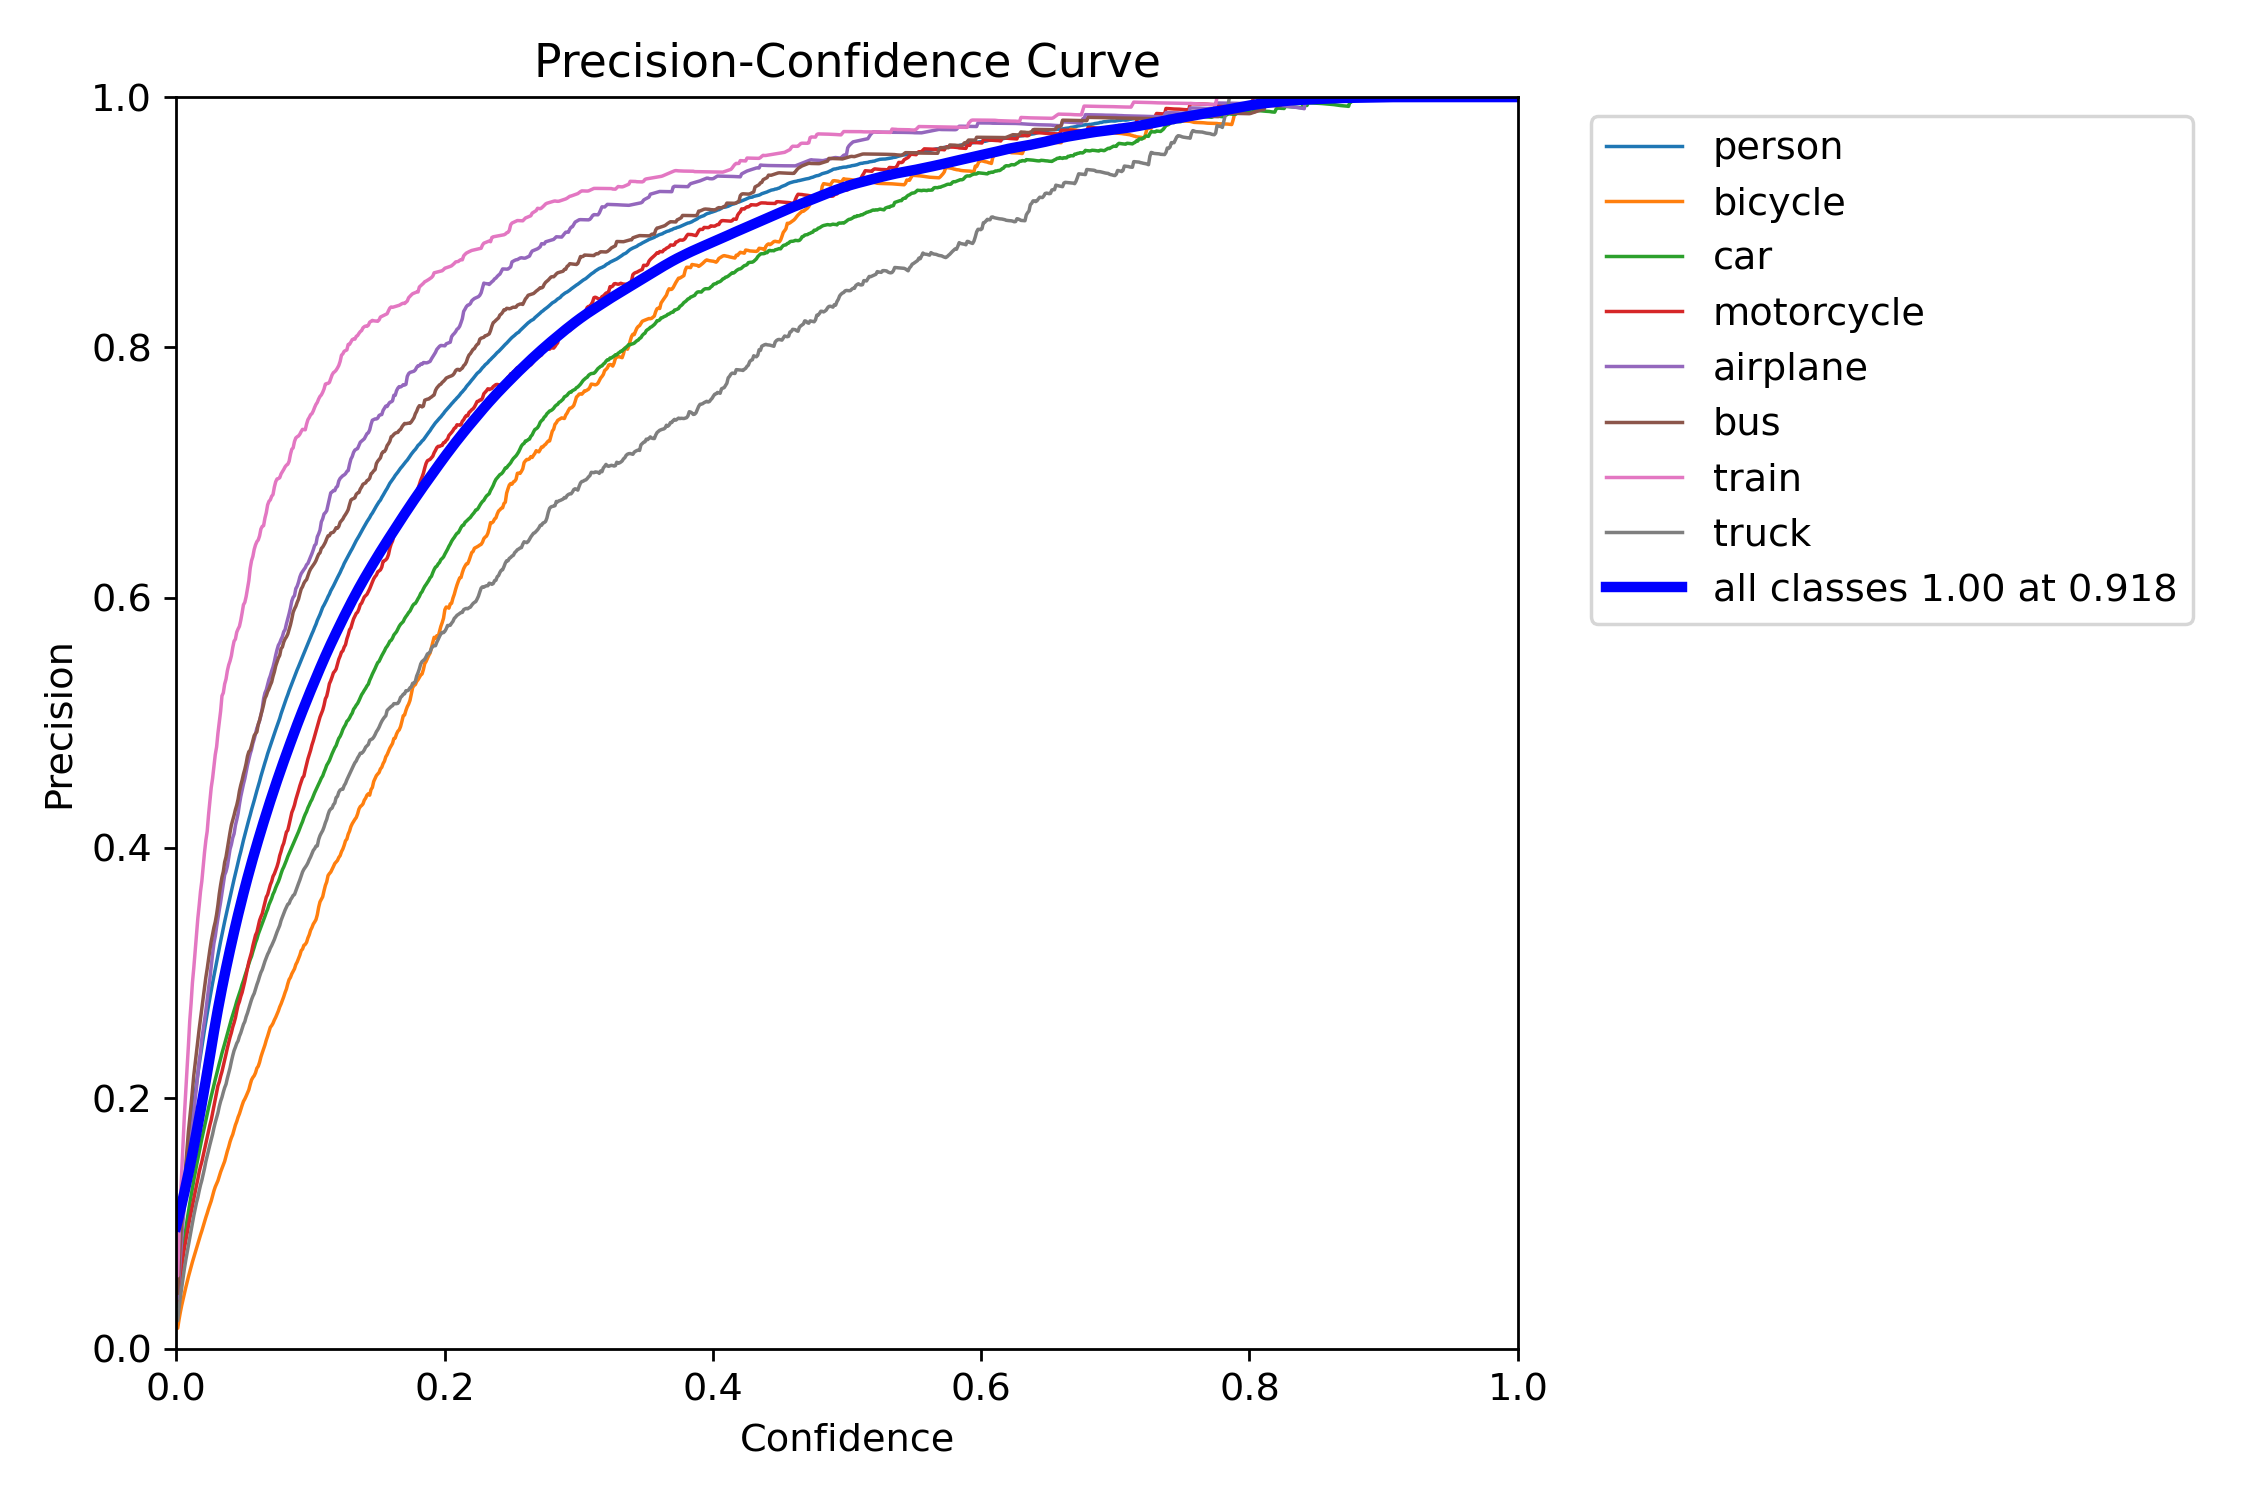 Precision-Confidence Curve
1.0
0.8
0.6
0.4
0.2
0.0
Precision
0.0 0.2 0.4 0.6 0.8 1.0
Confidence
person
bicycle
car
motorcycle
airplane
bus
train
truck
all classes 1.00 at 0.918